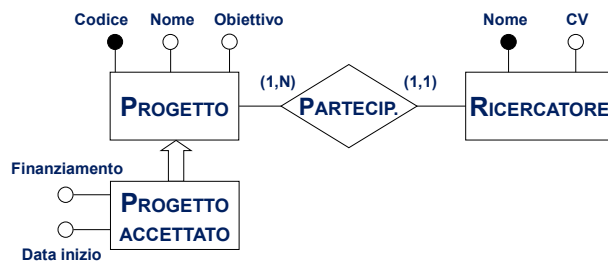 Codice Nome Obiettivo Nome CV
(1,N) (1,1)
PROGETTO PARTECIP. RICERCATORE
Finanziamento
PROGETTO
ACCETTATO
Data inizio